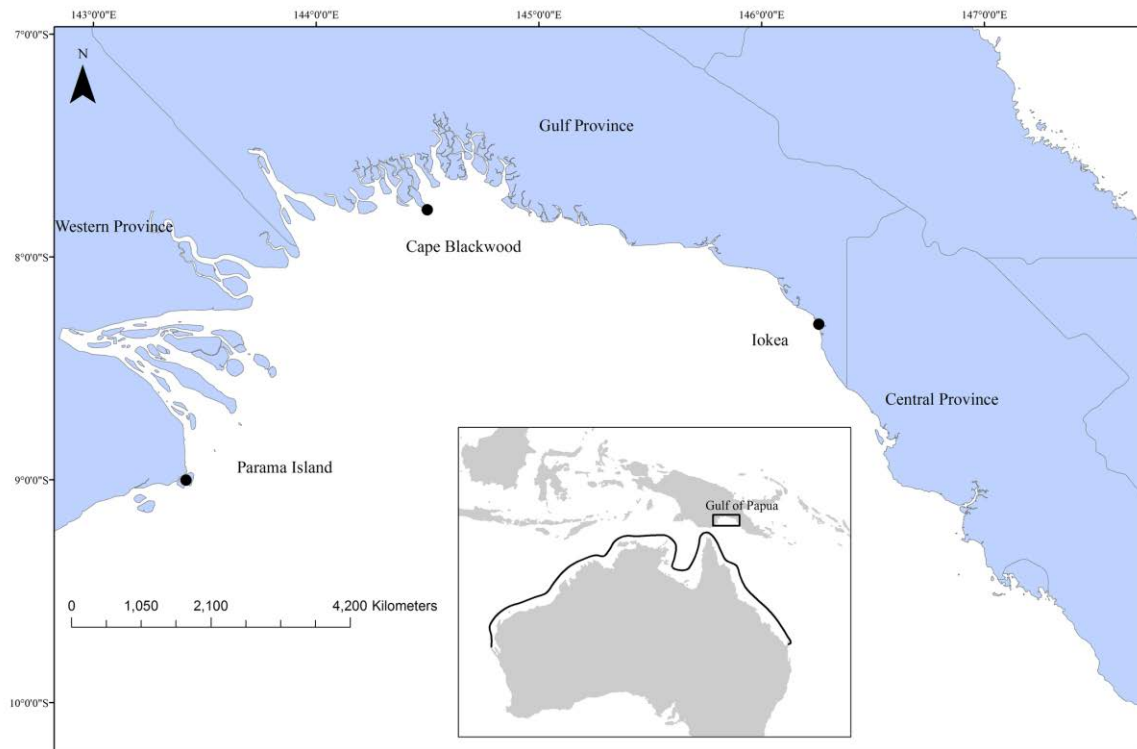 143°0'0"E 144°0'0"E 145°0'0"E 146°0'0"E 147°0'0"E
7°0'0"S
N
Gulf Province
Western Province
8°0'0"S
Cape Blackwood
Iokea
Central Province
Parama Island
9°0'0"S
Gulf of Papua
0 1,050 2,100 4,200 Kilometers
10°0'0"S